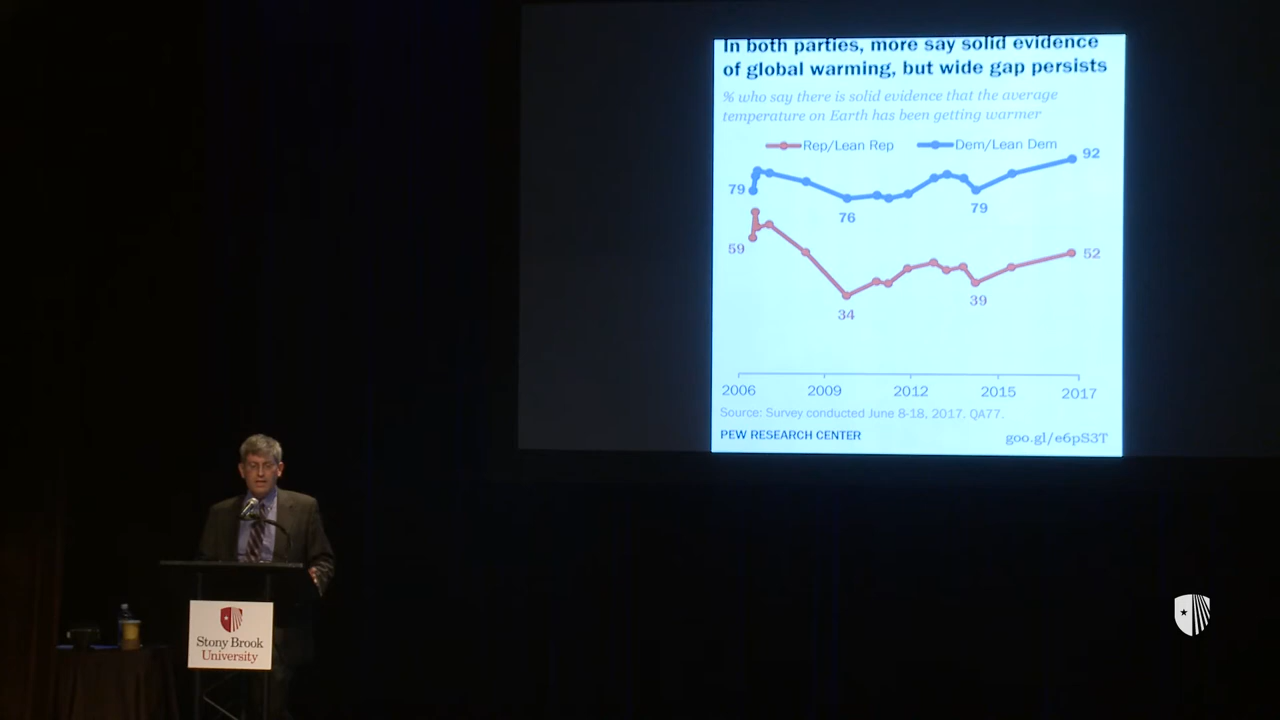 In both parties, more say solid evidence
of global warming, but wide gap persists
% who say there is solid evidence that the average
temperature on Earth has been getting warmer
Rep/Lean Rep
Dem/Lean Dem
92
79
76
79
59
52
39
34
2006
2009
2012
2015
2017
Source: Survey conducted June 8-18, 2017. QA77.
PEW RESEARCH CENTER
goo.gl/e6pS3T
Stony Brook
University